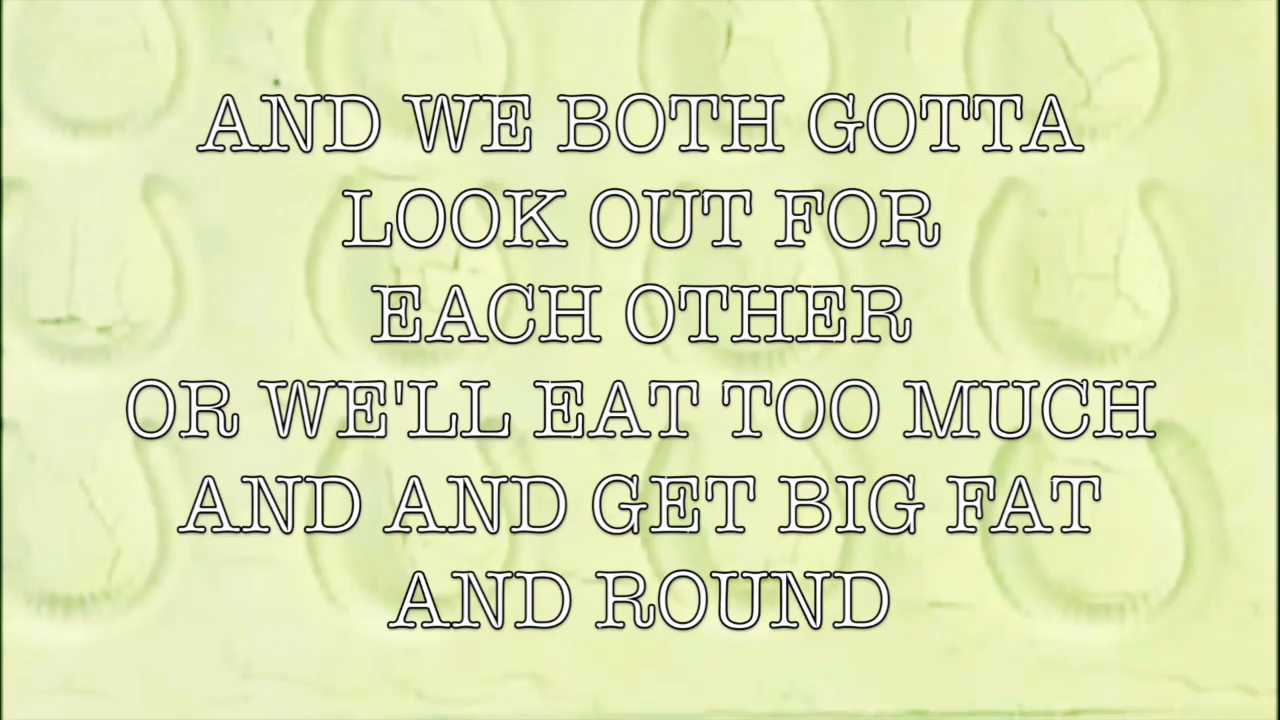 AND WE BOTH GOTTA
LOOK OUT FOR
EACH OTHER
OR WE'LL EAT TOO MUCH
AND AND GET BIG FAT
AND ROUND